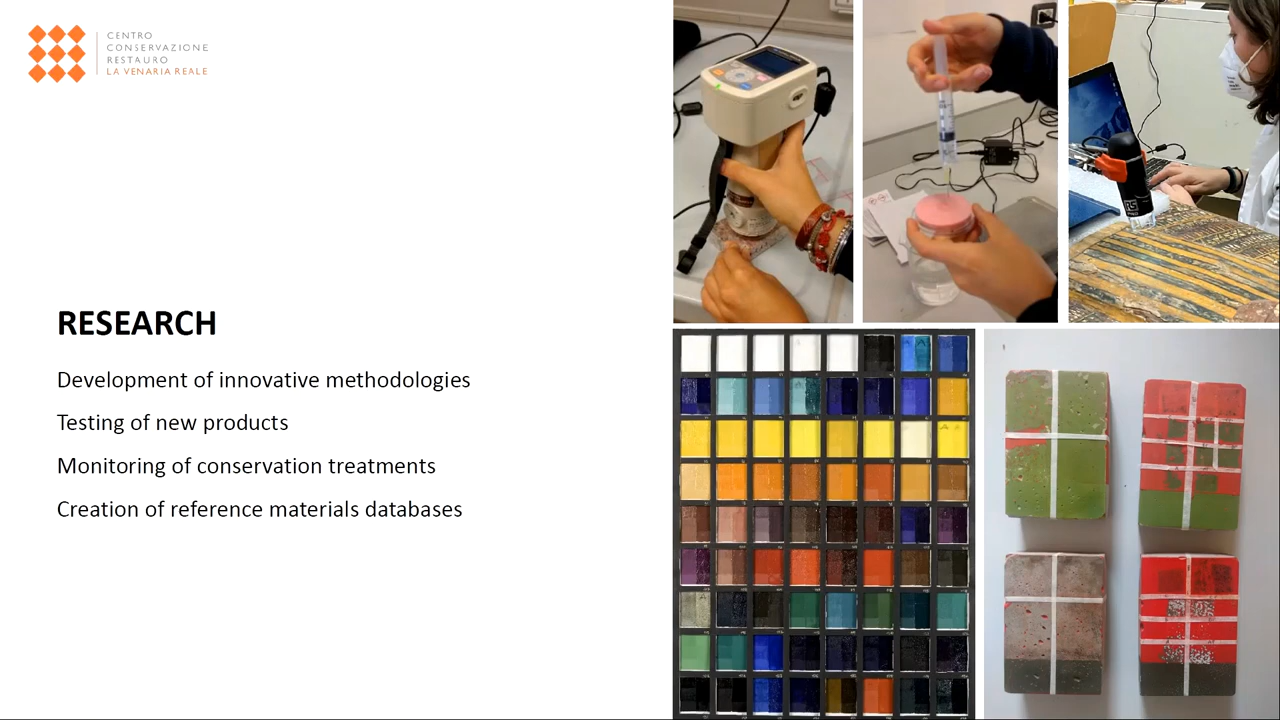 CENTRO
CONSERVAZIONE
RESTAURO
LA VENARIA REALE
RESEARCH
Development of innovative methodologies
Testing of new products
Monitoring of conservation treatments
Creation of reference materials databases